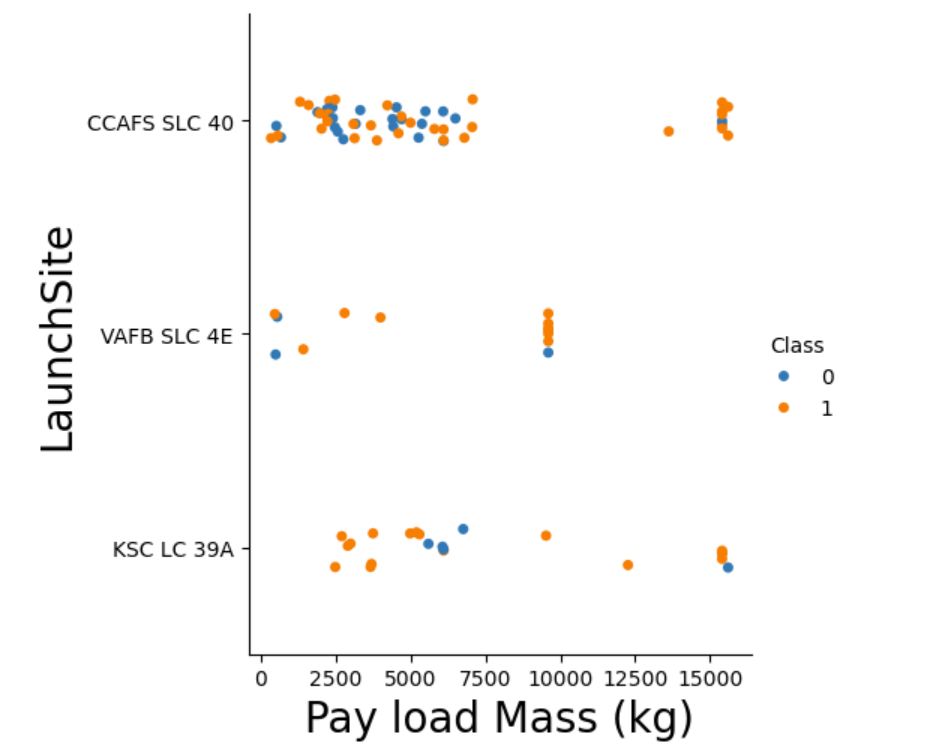 LaunchSite
CCAFS SLC 40
VAFB SLC 4E
KSC LC 39A
Class
0
1
0 2500 5000 7500 10000 12500 15000
Pay load Mass (kg)